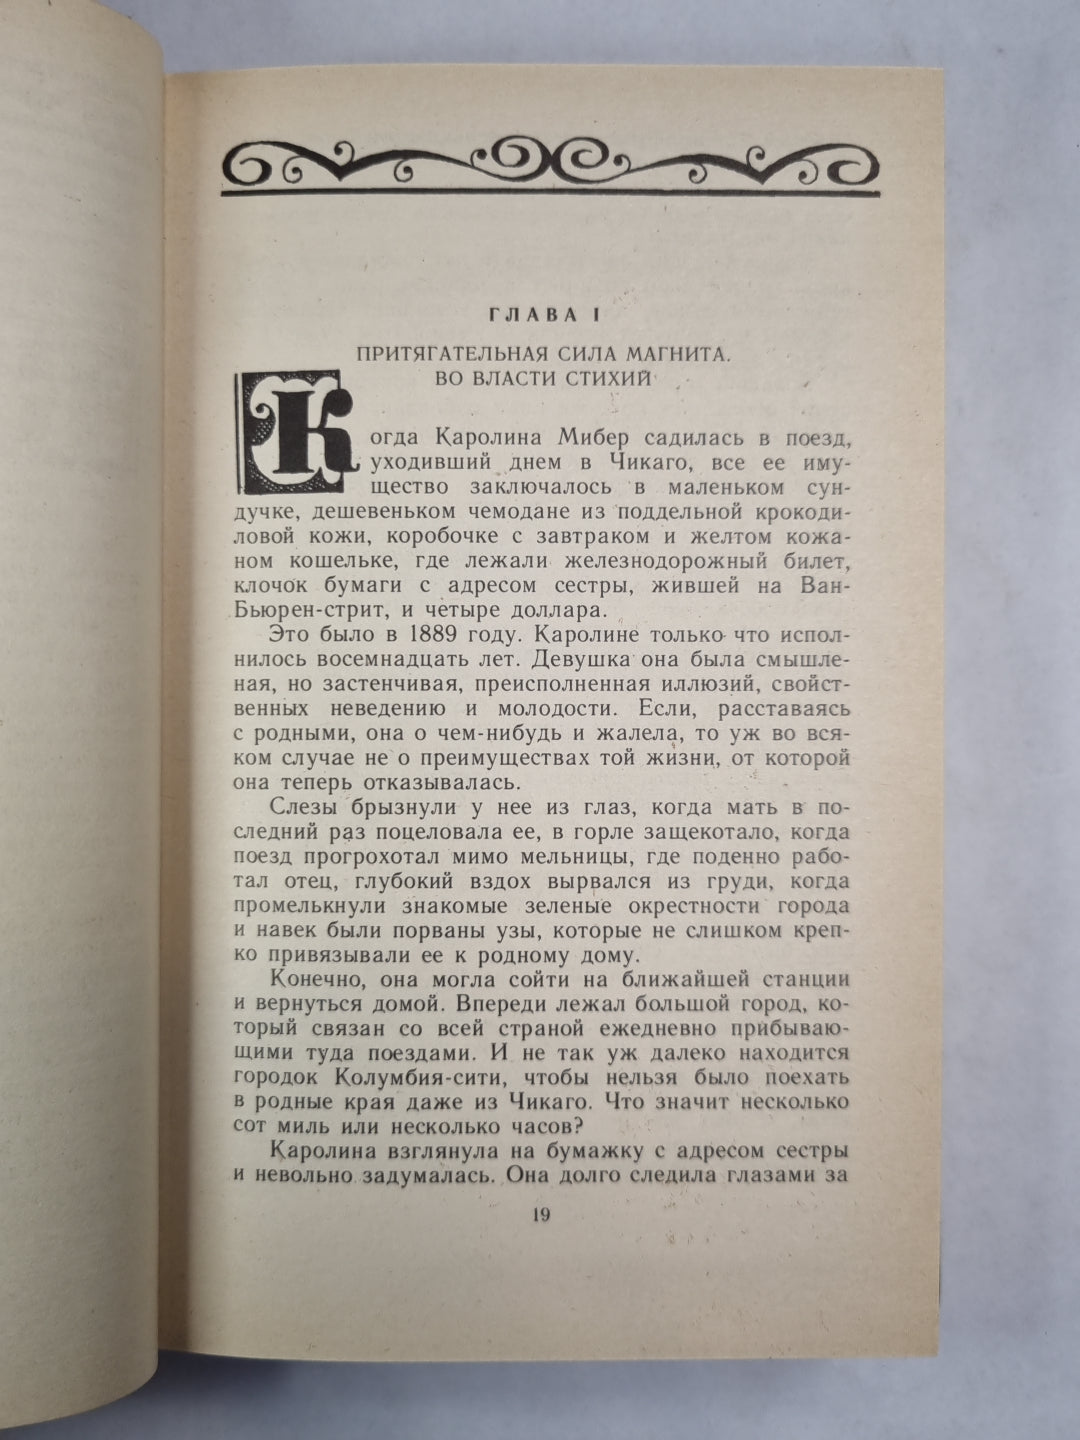 ГЛАВА I
ПРИТЯГАТЕЛЬНАЯ СИЛА МАГНИТА.
ВО ВЛАСТИ СТИХИЙ
Когда Каролина Мибер садилась в поезд,
уходивший днем в Чикаго, все ее иму-
щество заключалось в маленьком сун-
дучке, дешевеньком чемодане из поддельной крокоди-
ловой кожи, коробочке с завтраком и желтом кожа-
ном кошельке, где лежали железнодорожный билет,
клочок бумаги с адресом сестры, жившей на Ван-
Бьюрен-стрит, и четыре доллара.
Это было в 1889 году. Каролине только что испол-
нилось восемнадцать лет. Девушка она была смышле-
ная, но застенчивая, преисполненная иллюзий, свойст-
венных неведению и молодости. Если, расставаясь
с родными, она о чем-нибудь и жалела, то уж во вся-
ком случае не о преимуществах той жизни, от которой
она теперь отказывалась.
Слезы брызнули у нее из глаз, когда мать в по-
следний раз поцеловала ее, в горле защекотало, когда
поезд прогрохотал мимо мельницы, где поденно рабо-
тал отец, глубокий вздох вырвался из груди, когда
промелькнули знакомые зеленые окрестности города
и навек были порваны узы, которые не слишком креп-
ко привязывали ее к родному дому.
Конечно, она могла сойти на ближайшей станции
и вернуться домой. Впереди лежал большой город, ко-
торый связан со всей страной ежедневно прибываю-
щими туда поездами. И не так уж далеко находится
городок Колумбия-сити, чтобы нельзя было поехать
в родные края даже из Чикаго. Что значит несколько
сот миль или несколько часов?
Каролина взглянула на бумажку с адресом сестры
и невольно задумалась. Она долго следила глазами за
19